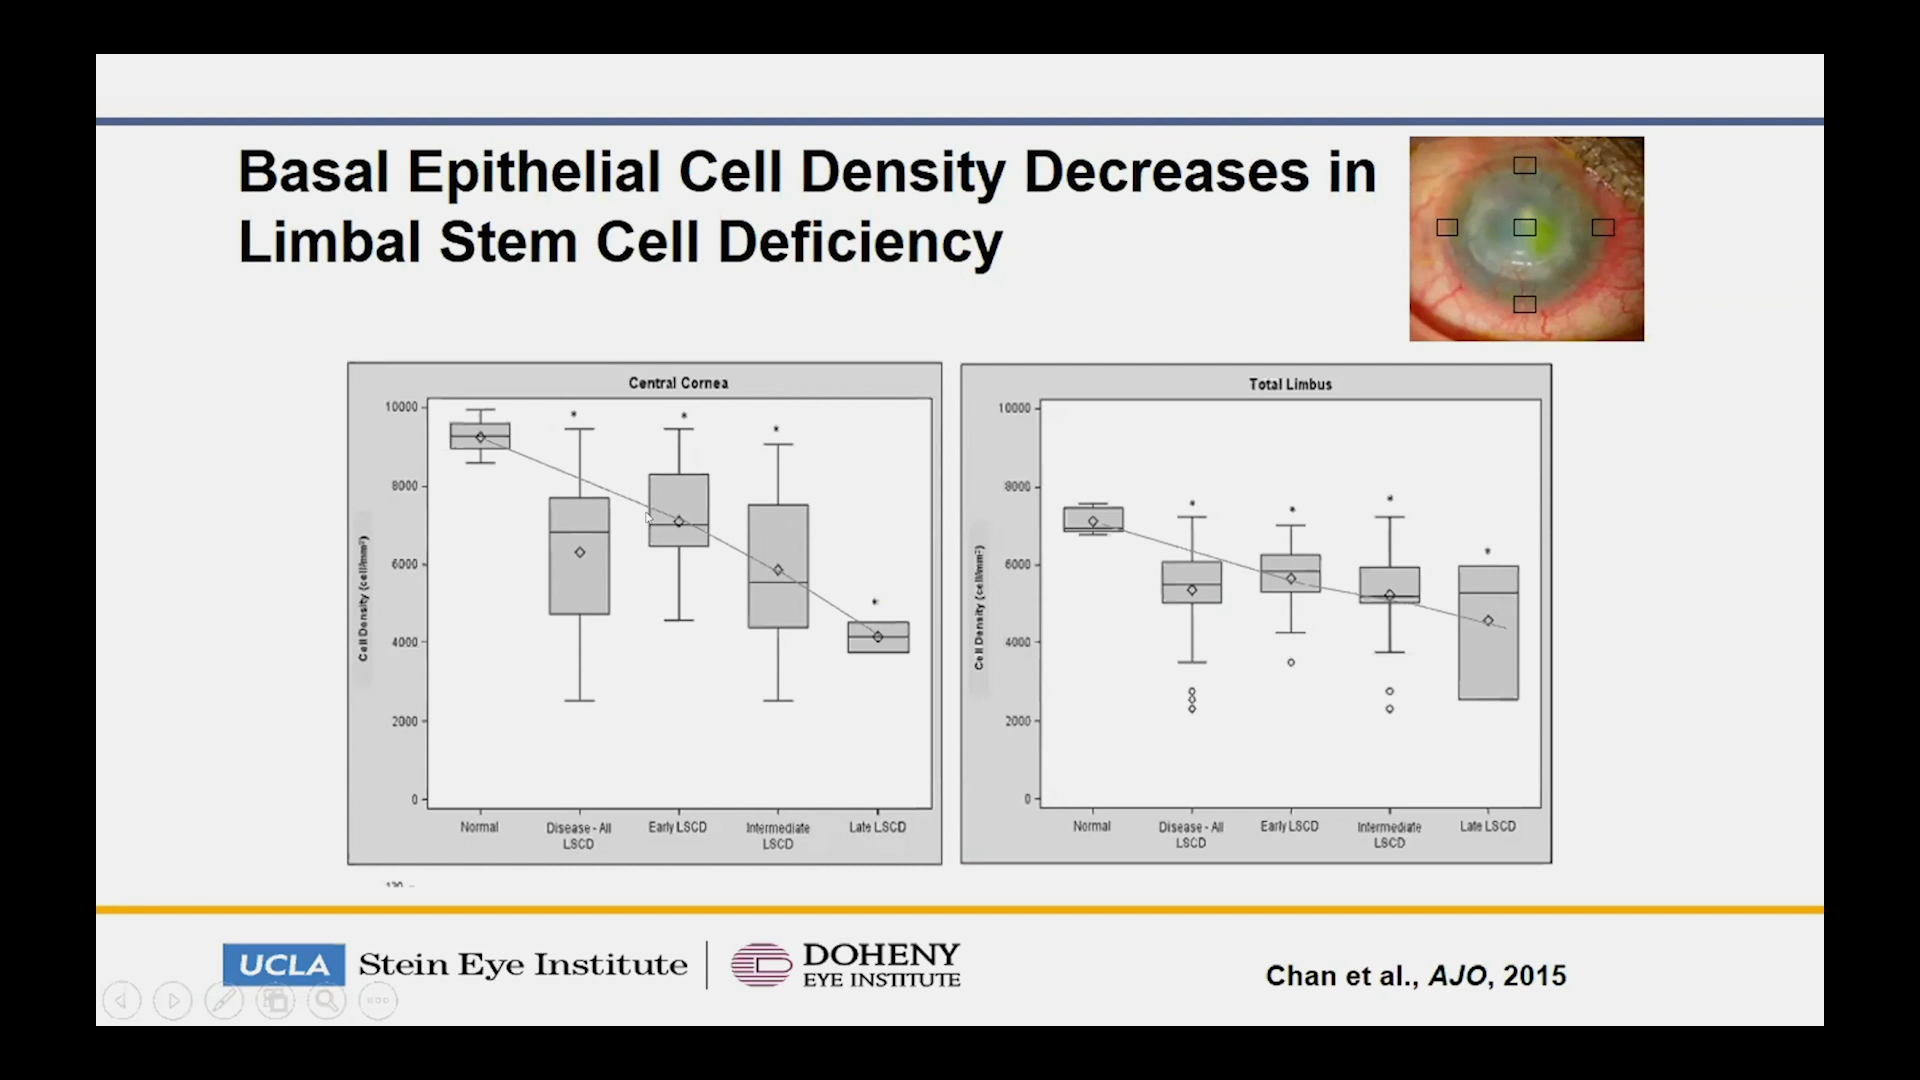 Basal Epithelial Cell Density Decreases in
Limbal Stem Cell Deficiency
Central Cornea
10000
8000
6000
4000
2000
0
Cell Density (cell/mm²)
* * * *
Normal
Disease - All
LSCD
Early LSCD
Intermediate
LSCD
Late LSCD
Total Limbus
10000
8000
6000
4000
2000
0
Cell Density (cell/mm²)
* * * *
Normal
Disease - All
LSCD
Early LSCD
Intermediate
LSCD
Late LSCD
UCLA Stein Eye Institute
DOHENY
EYE INSTITUTE
Chan et al., AJO, 2015